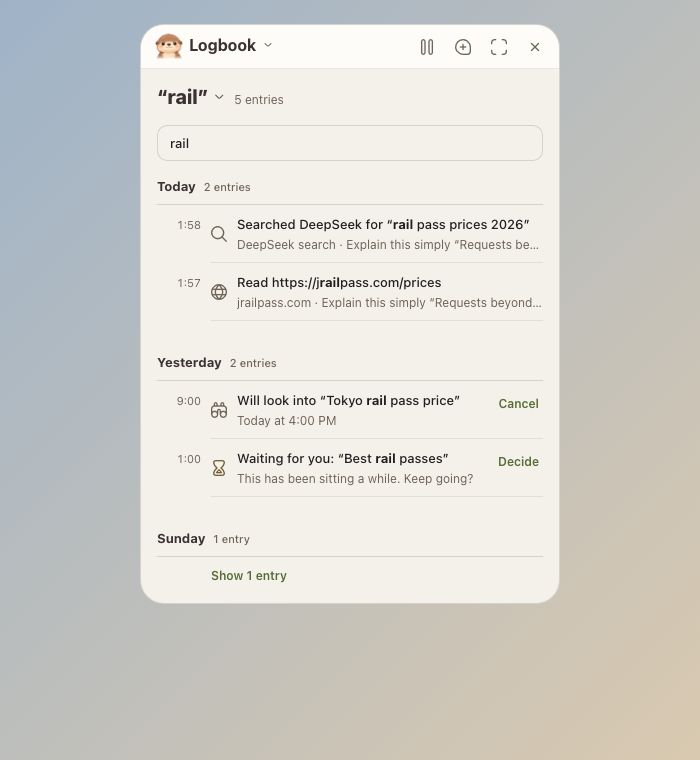 Logbook
“rail” 5 entries
rail
Today 2 entries
1:58 Searched DeepSeek for “rail pass prices 2026”
DeepSeek search · Explain this simply “Requests be…
1:57 Read https://jrailpass.com/prices
jrailpass.com · Explain this simply “Requests beyond…
Yesterday 2 entries
9:00 Will look into “Tokyo rail pass price” Cancel
Today at 4:00 PM
1:00 Waiting for you: “Best rail passes” Decide
This has been sitting a while. Keep going?
Sunday 1 entry
Show 1 entry